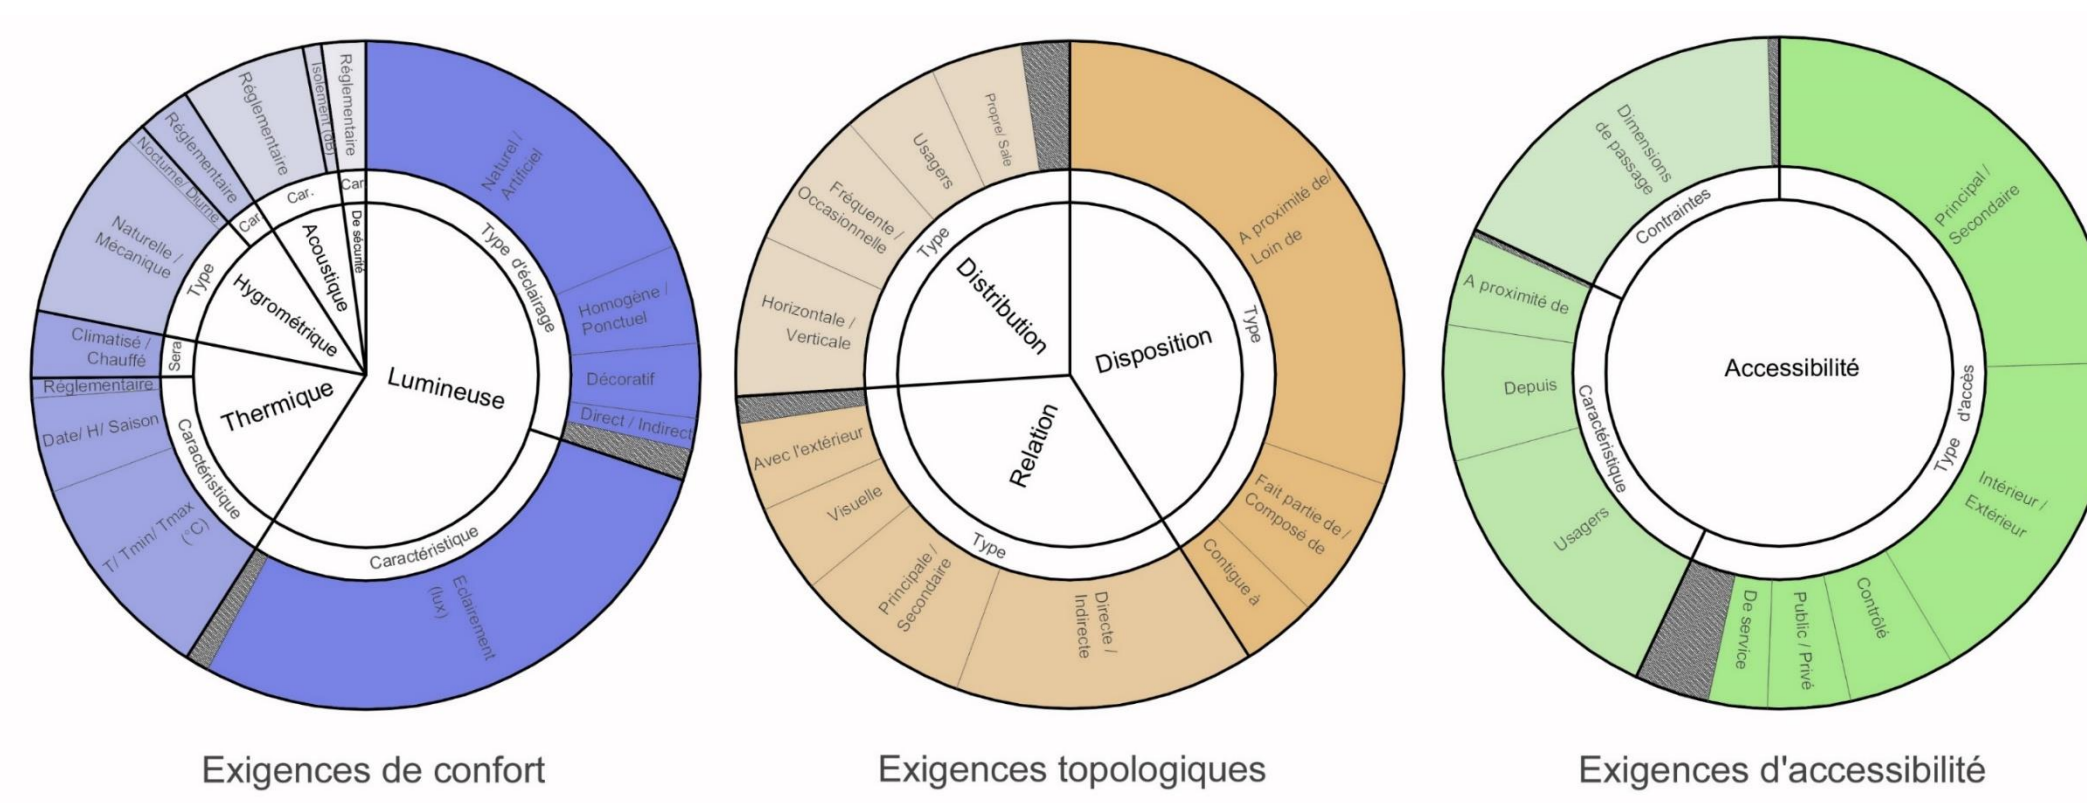 Naturel /
Artificiel
Homogène /
Ponctuel
Décoratif
Direct / Indirect
Eclairement
(lux)
T/ Tmin/ Tmax
(°C)
Date/ H/ Saison
Réglementaire
Climatisé /
Chauffé
Naturelle /
Mécanique
Nocturne/ Diurne
Réglementaire
Réglementaire
Isolement (dB)
Réglementaire
Type d'éclairage
Caractéristique
Caractéristique
Sera
Type
Car
Car.
Car
Lumineuse
Thermique
Hygrométrique
Acoustique
De sécurité
Exigences de confort
A proximité de/
Loin de
Fait partie de /
Composé de
Contigue à
Directe /
Indirecte
Principale /
Secondaire
Visuelle
Avec l'extérieur
Horizontale /
Verticale
Fréquente /
Occasionnelle
Usagers
Propre/ Sale
Type
Type
Type
Disposition
Relation
Distribution
Exigences topologiques
Principal /
Secondaire
Intérieur /
Extérieur
Contrôlé
Public / Privé
De service
Usagers
Depuis
A proximité de
Dimensions
de passage
Type d'accès
Caractéristique
Contraintes
Accessibilité
Exigences d'accessibilité